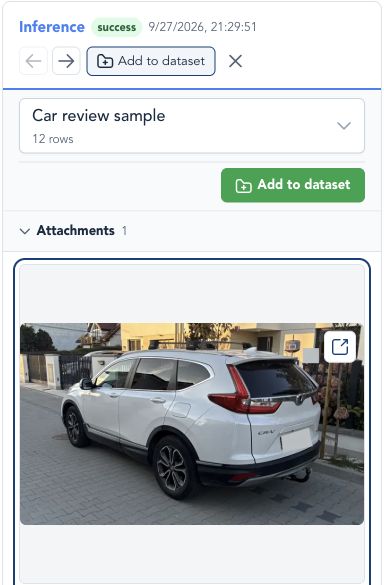 Inference success 9/27/2026, 21:29:51
Add to dataset
Car review sample
12 rows
Add to dataset
Attachments 1
CR-V